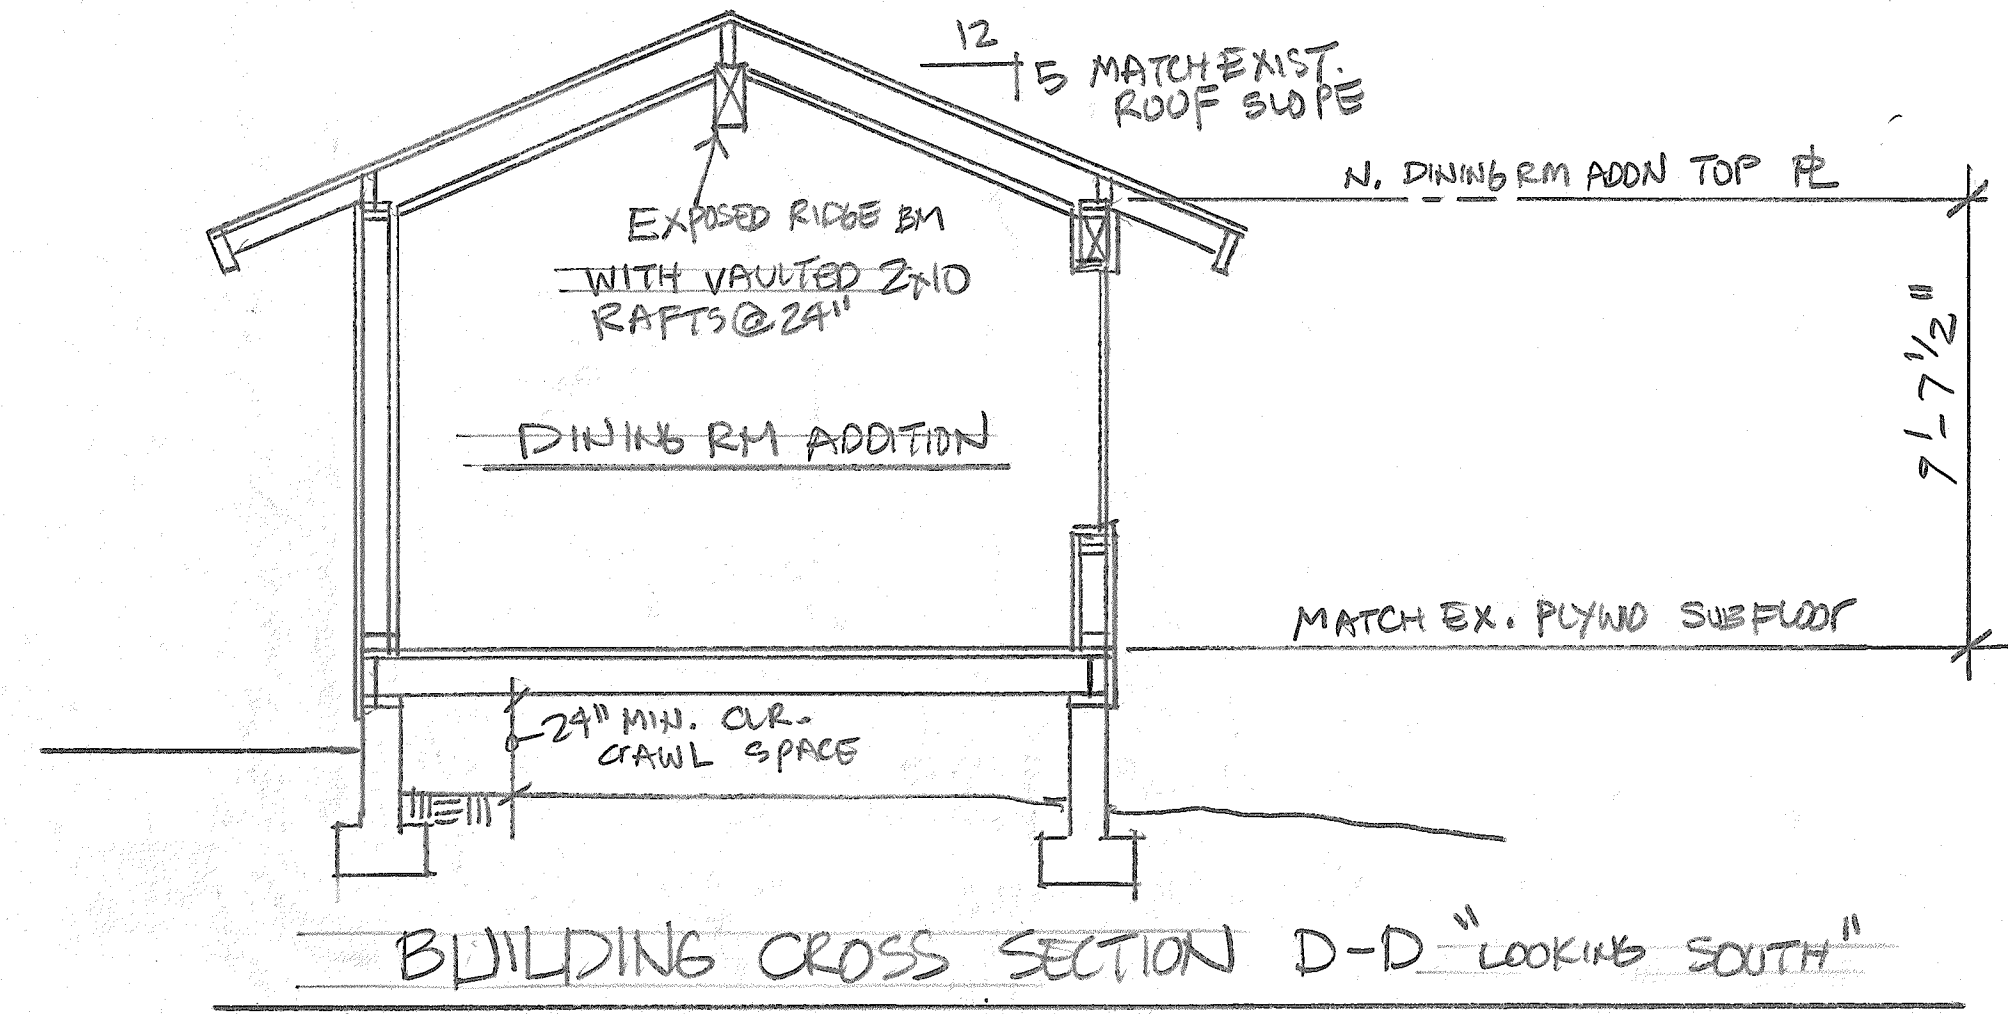 12
5 MATCH EXIST.
ROOF SLOPE
N. DINING RM ADDN TOP PL
EXPOSED RIDGE BM
WITH VAULTED 2x10
RAFTS @ 24"
9'-7 1/2"
DINING RM ADDITION
MATCH EX. PLYWD SUBFLOOR
24" MIN. CLR.
CRAWL SPACE
BUILDING CROSS SECTION D-D "LOOKING SOUTH"